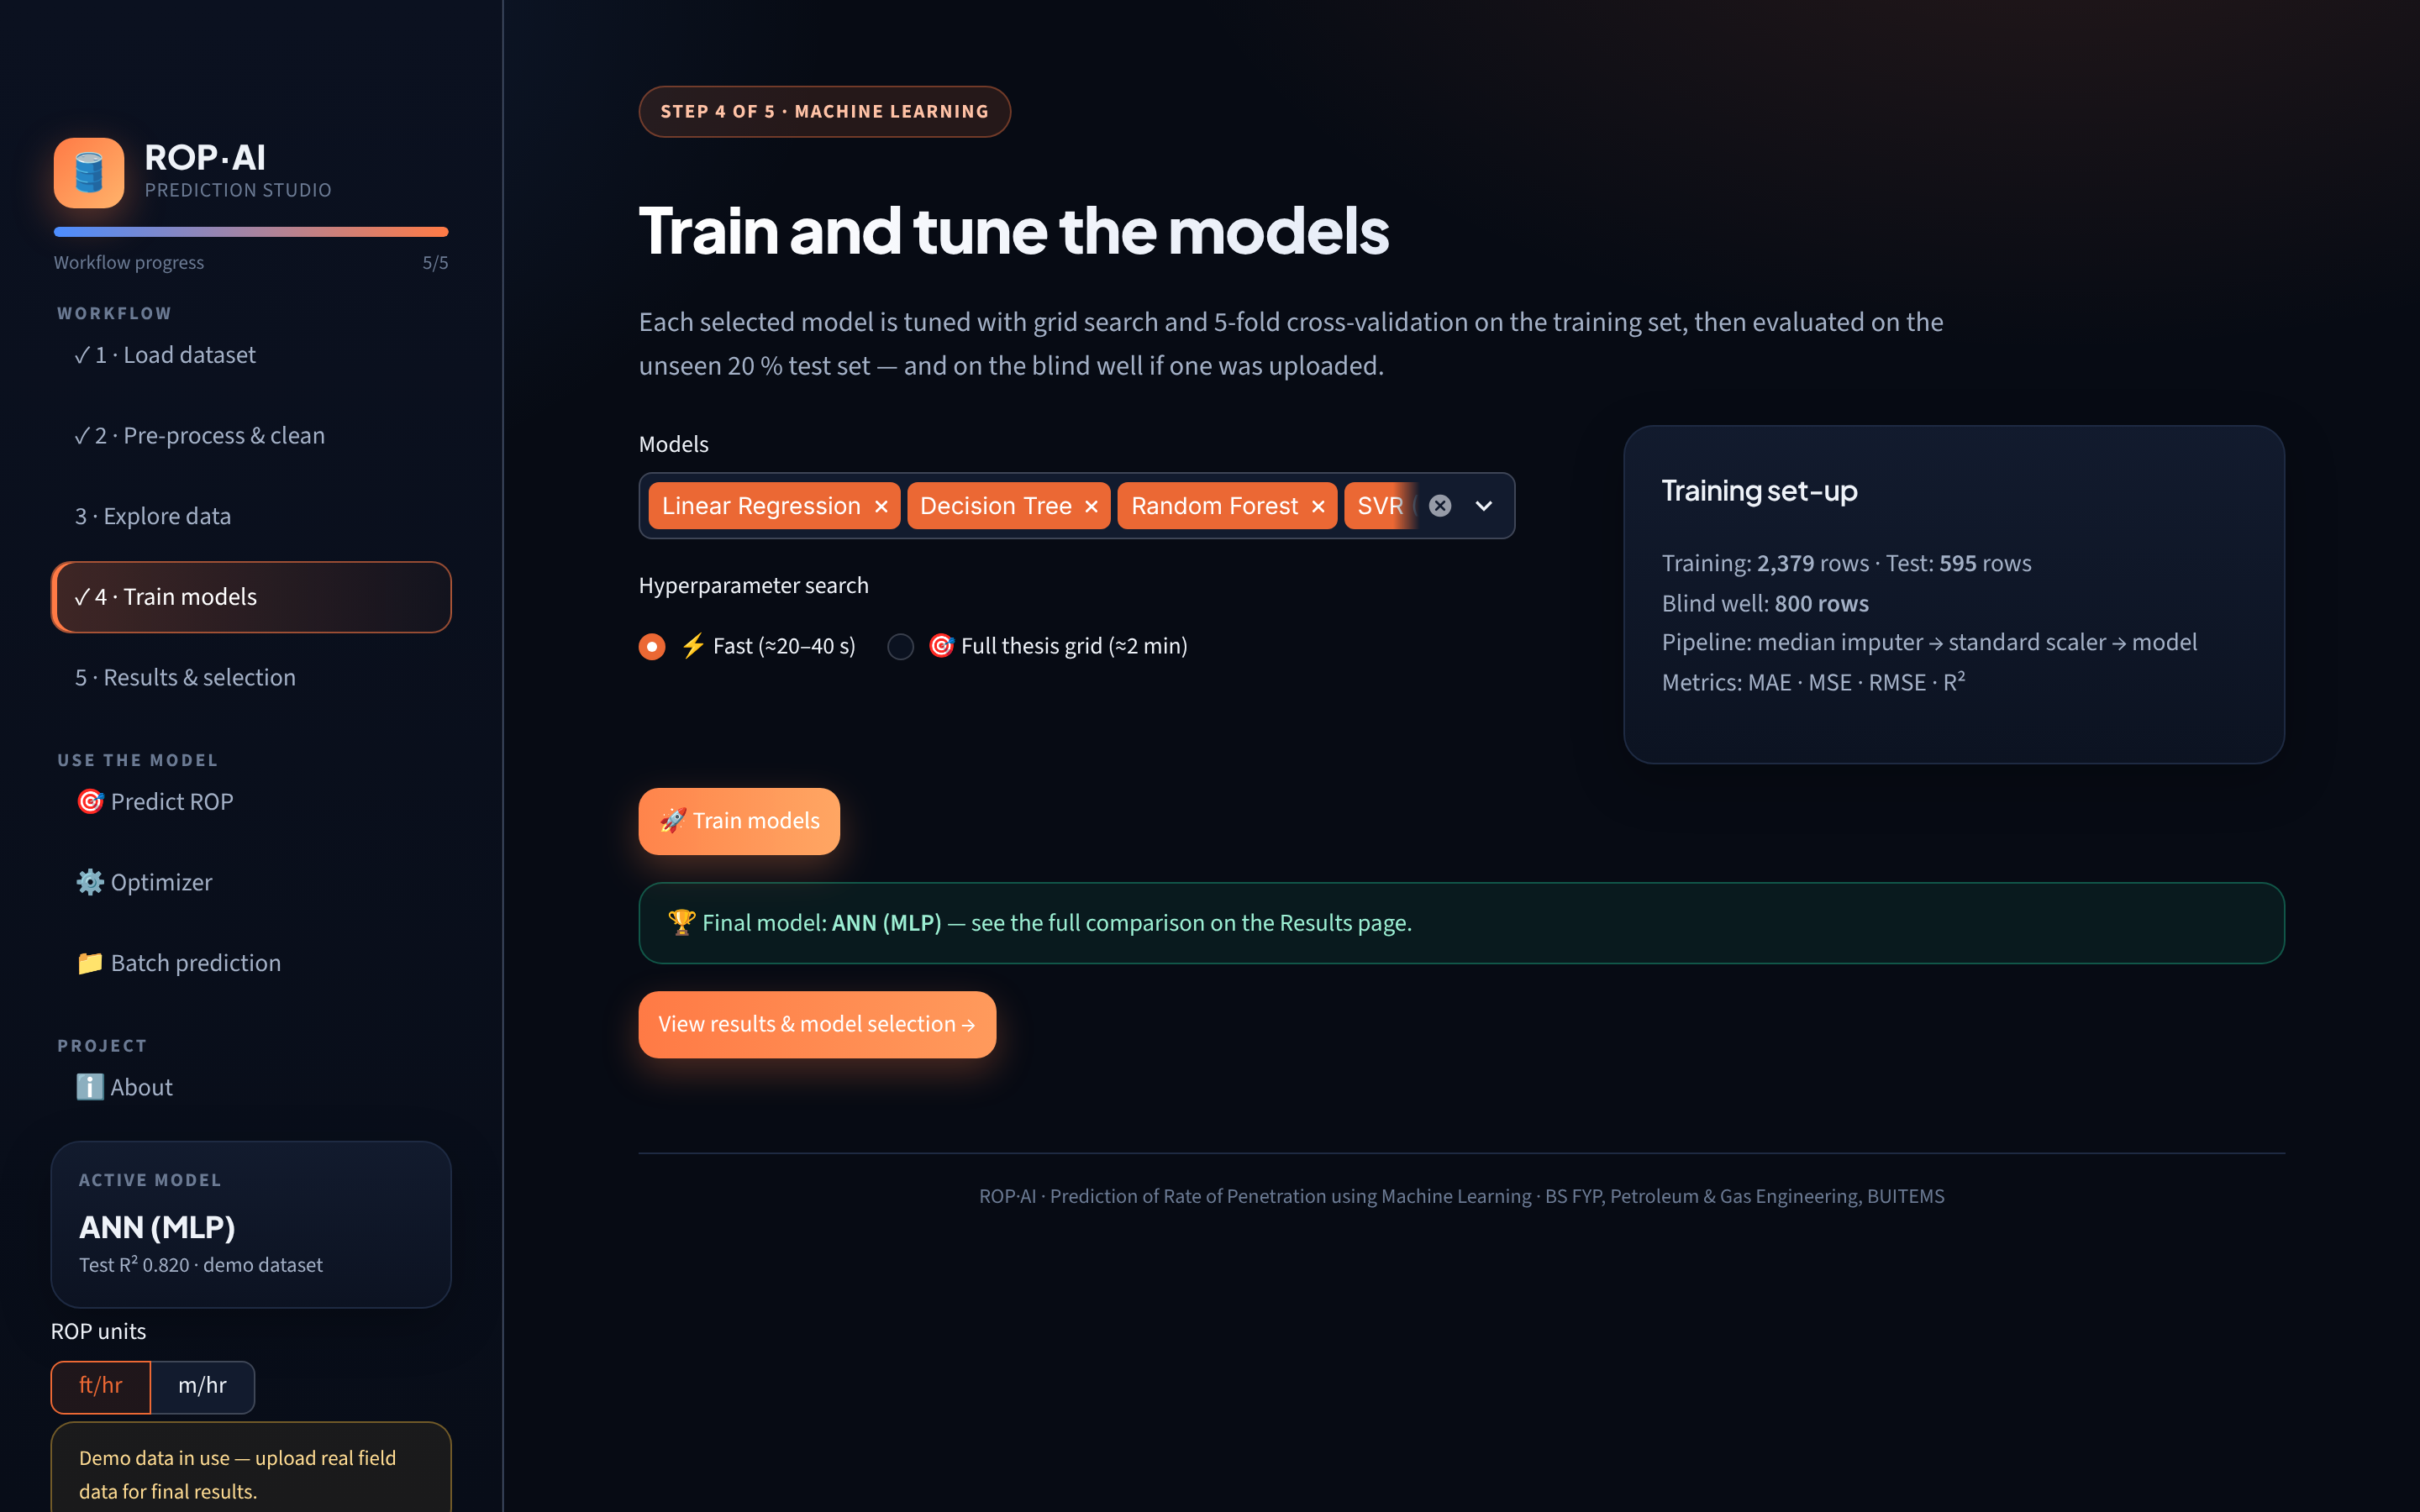 ROP·AI
PREDICTION STUDIO
Workflow progress 5/5
WORKFLOW
✓ 1 · Load dataset
✓ 2 · Pre-process & clean
3 · Explore data
✓ 4 · Train models
5 · Results & selection
USE THE MODEL
🎯 Predict ROP
⚙️ Optimizer
📁 Batch prediction
PROJECT
ℹ️ About
ACTIVE MODEL
ANN (MLP)
Test R² 0.820 · demo dataset
ROP units
ft/hr m/hr
Demo data in use — upload real field
data for final results.
STEP 4 OF 5 · MACHINE LEARNING
Train and tune the models
Each selected model is tuned with grid search and 5-fold cross-validation on the training set, then evaluated on the
unseen 20 % test set — and on the blind well if one was uploaded.
Models
Linear Regression × Decision Tree × Random Forest × SVR
Hyperparameter search
⚡ Fast (≈20–40 s) 🎯 Full thesis grid (≈2 min)
Training set-up
Training: 2,379 rows · Test: 595 rows
Blind well: 800 rows
Pipeline: median imputer → standard scaler → model
Metrics: MAE · MSE · RMSE · R²
🚀 Train models
🏆 Final model: ANN (MLP) — see the full comparison on the Results page.
View results & model selection →
ROP·AI · Prediction of Rate of Penetration using Machine Learning · BS FYP, Petroleum & Gas Engineering, BUITEMS